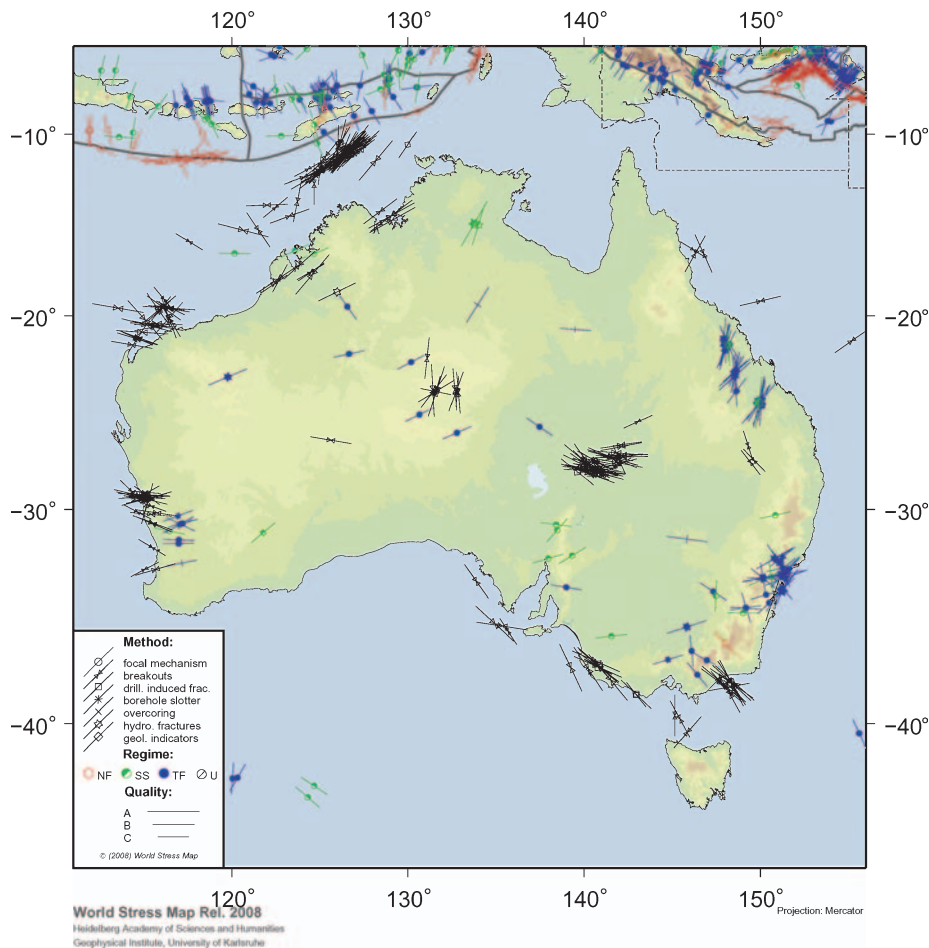 120° 130° 140° 150°
−10° −10°
−20° −20°
−30° −30°
−40° −40°
Method:
focal mechanism
breakouts
drill. induced frac.
borehole slotter
overcoring
hydro. fractures
geol. indicators
Regime:
NF SS TF U
Quality:
A
B
C
© (2008) World Stress Map
120° 130° 140° 150°
World Stress Map Rel. 2008
Projection: Mercator
Heidelberg Academy of Sciences and Humanities
Geophysical Institute, University of Karlsruhe